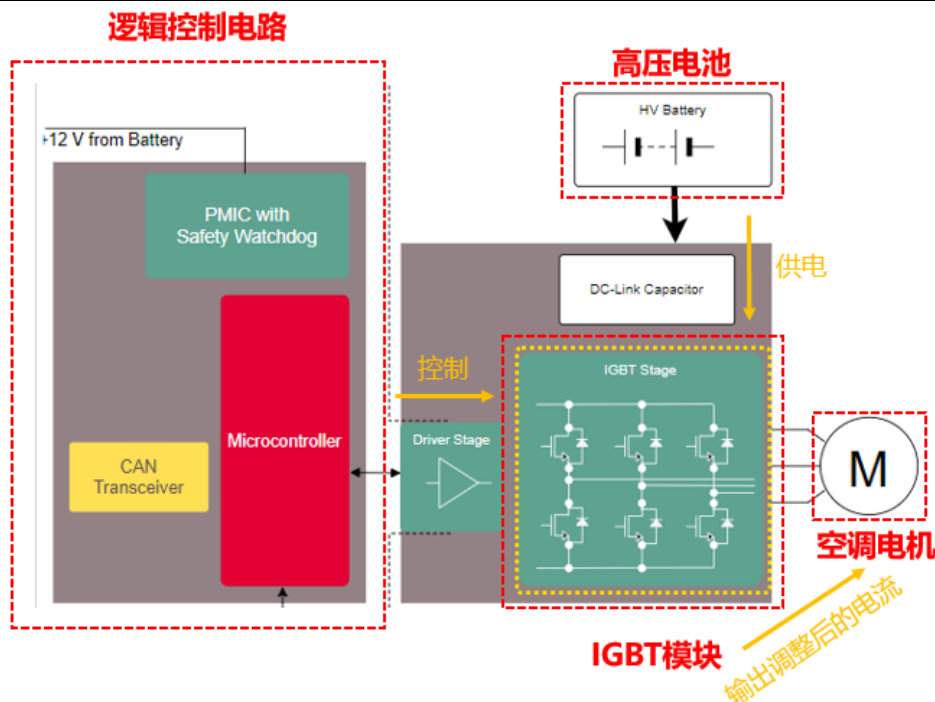 逻辑控制电路
高压电池
HV Battery
+12 V from Battery
PMIC with
Safety Watchdog
供电
DC-Link Capacitor
控制
IGBT Stage
Microcontroller
Driver Stage
CAN
Transceiver
M
空调电机
IGBT模块
输出调整后的电流